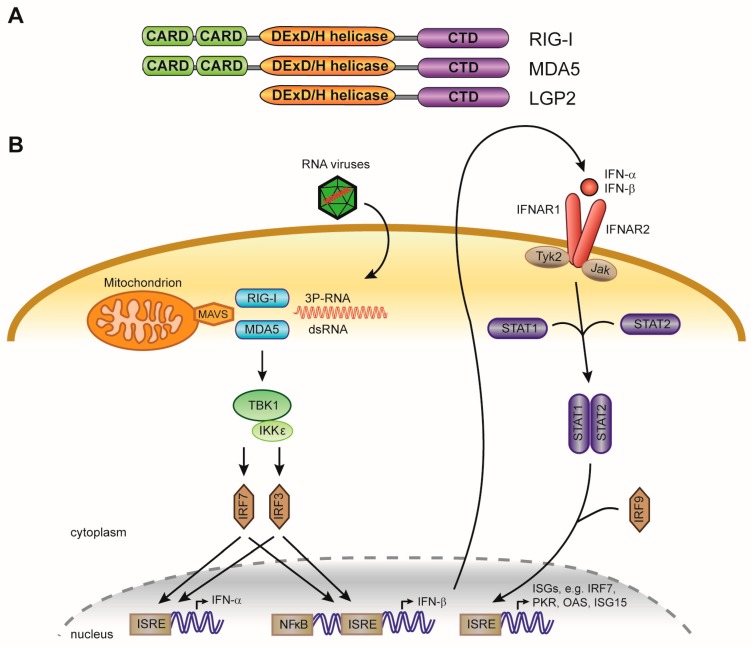 A
CARD CARD DExD/H helicase CTD RIG-I
CARD CARD DExD/H helicase CTD MDA5
DExD/H helicase CTD LGP2
B
RNA viruses
IFN-α
IFN-β
IFNAR1
IFNAR2
Tyk2
Jak
Mitochondrion
MAVS
RIG-I
MDA5
3P-RNA
dsRNA
STAT1
STAT2
TBK1
IKKε
STAT1
STAT2
IRF7
IRF3
IRF9
cytoplasm
nucleus
ISRE
IFN-α
NFκB
ISRE
IFN-β
ISRE
ISGs, e.g. IRF7,
PKR, OAS, ISG15